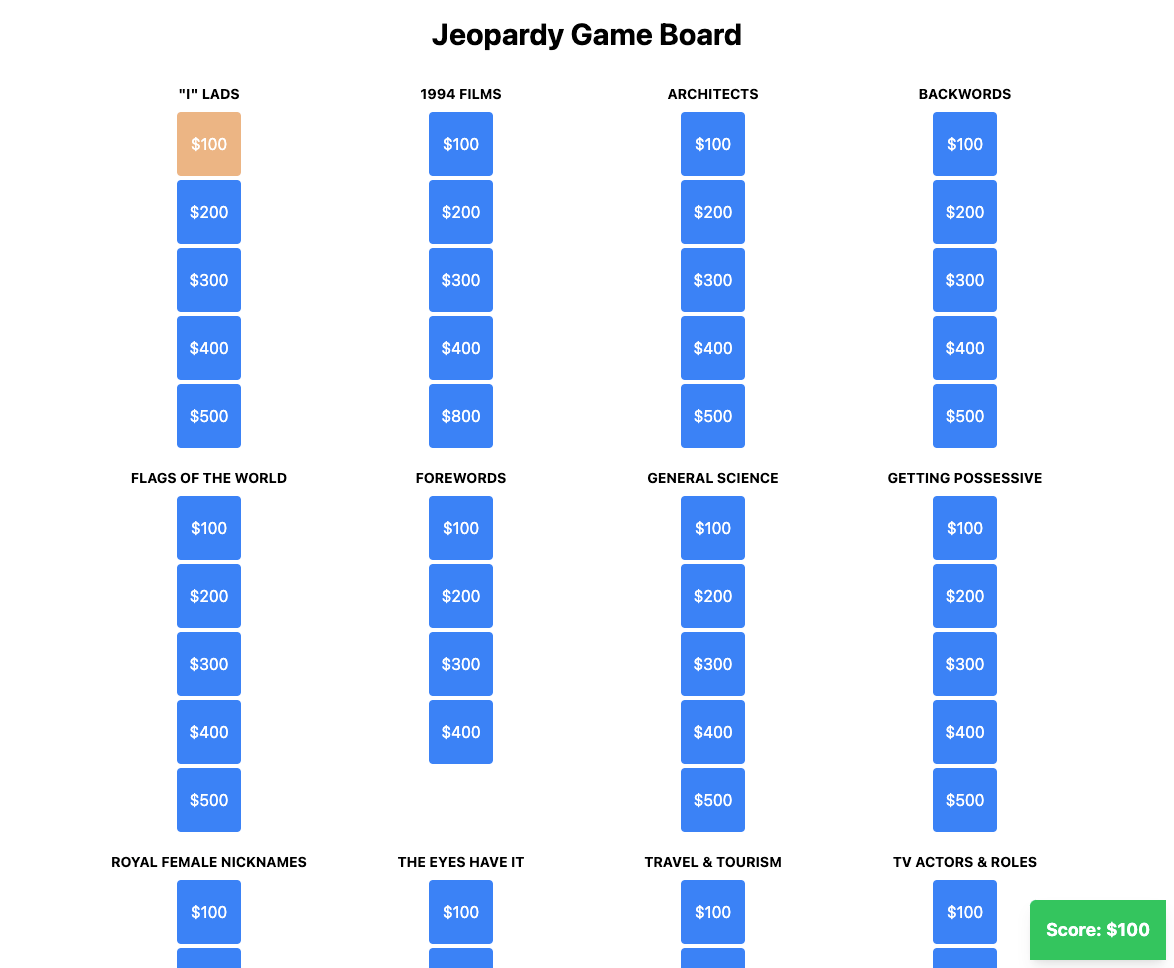 Jeopardy Game Board
"I" LADS 1994 FILMS ARCHITECTS BACKWORDS
$100 $100 $100 $100
$200 $200 $200 $200
$300 $300 $300 $300
$400 $400 $400 $400
$500 $800 $500 $500
FLAGS OF THE WORLD FOREWORDS GENERAL SCIENCE GETTING POSSESSIVE
$100 $100 $100 $100
$200 $200 $200 $200
$300 $300 $300 $300
$400 $400 $400 $400
$500 $500 $500
ROYAL FEMALE NICKNAMES THE EYES HAVE IT TRAVEL & TOURISM TV ACTORS & ROLES
$100 $100 $100 $100
Score: $100